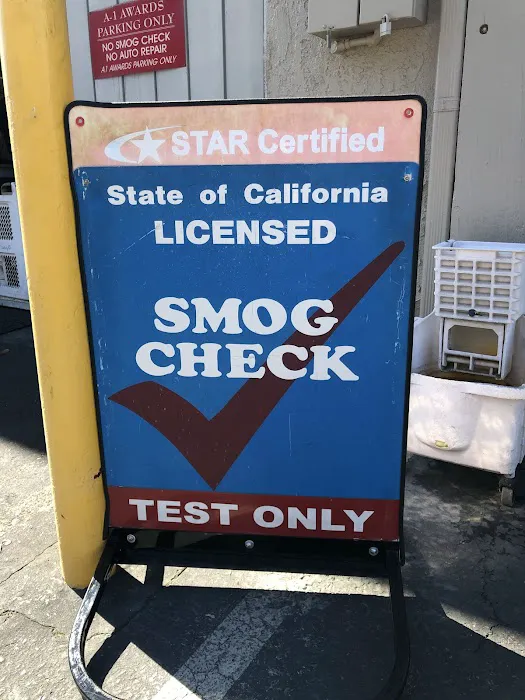 A-1 AWARDS
PARKING ONLY
NO SMOG CHECK
NO AUTO REPAIR
A1 AWARDS PARKING ONLY
STAR Certified
State of California
LICENSED
SMOG
CHECK
TEST ONLY